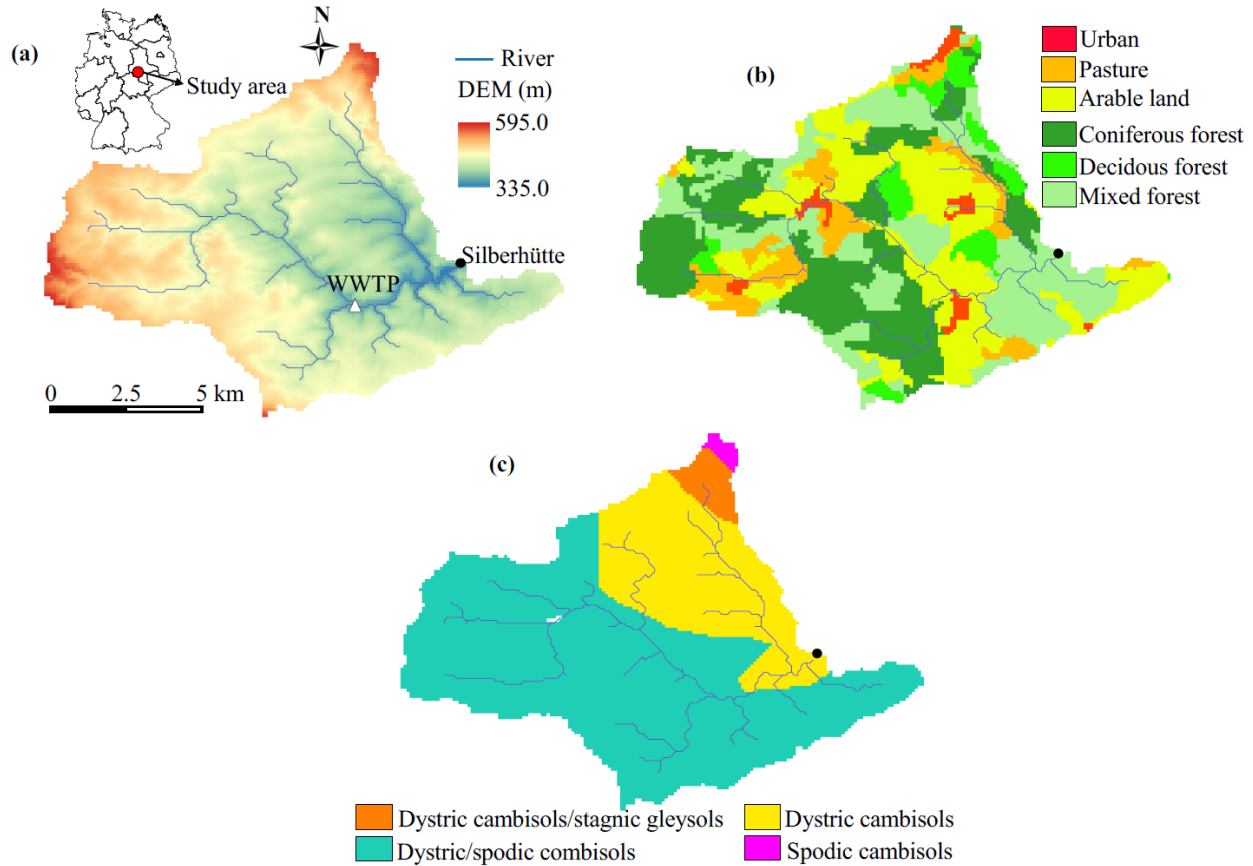 (a)
N
Study area
River
DEM (m)
595.0
335.0
Silberhütte
WWTP
0 2.5 5 km
(b)
Urban
Pasture
Arable land
Coniferous forest
Decidous forest
Mixed forest
(c)
Dystric cambisols/stagnic gleysols
Dystric cambisols
Dystric/spodic combisols
Spodic cambisols